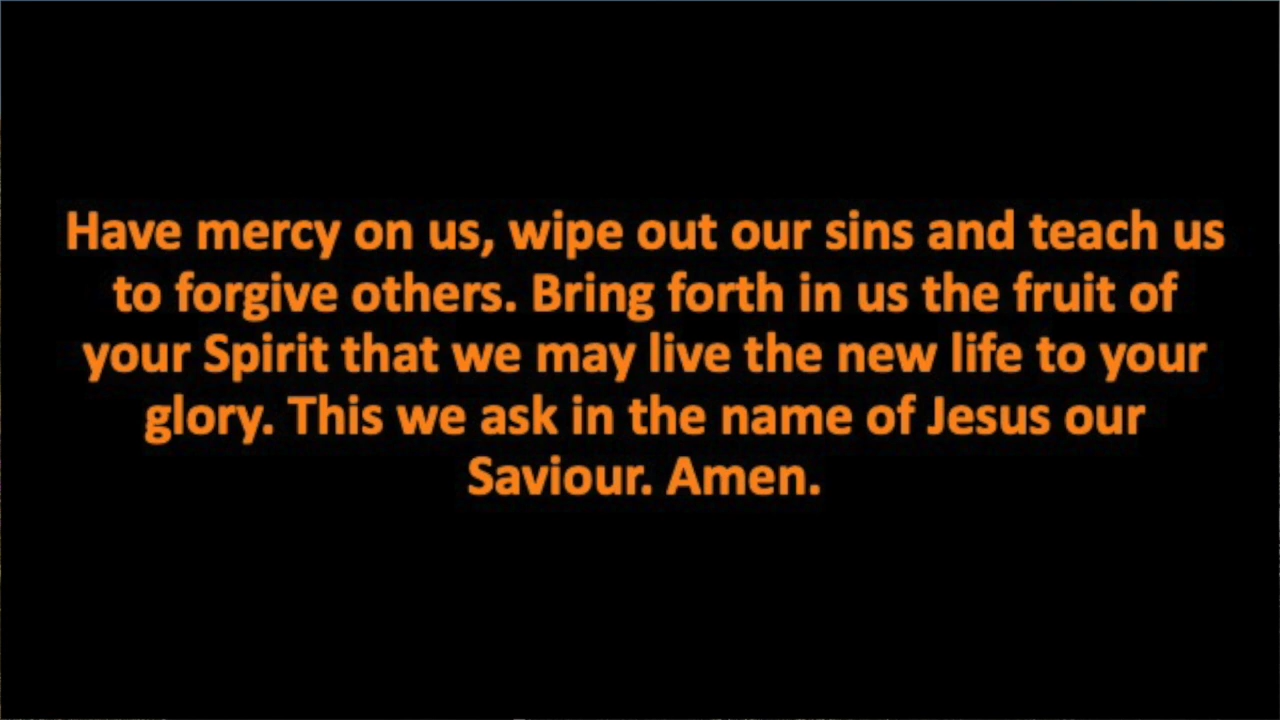 Have mercy on us, wipe out our sins and teach us
to forgive others. Bring forth in us the fruit of
your Spirit that we may live the new life to your
glory. This we ask in the name of Jesus our
Saviour. Amen.